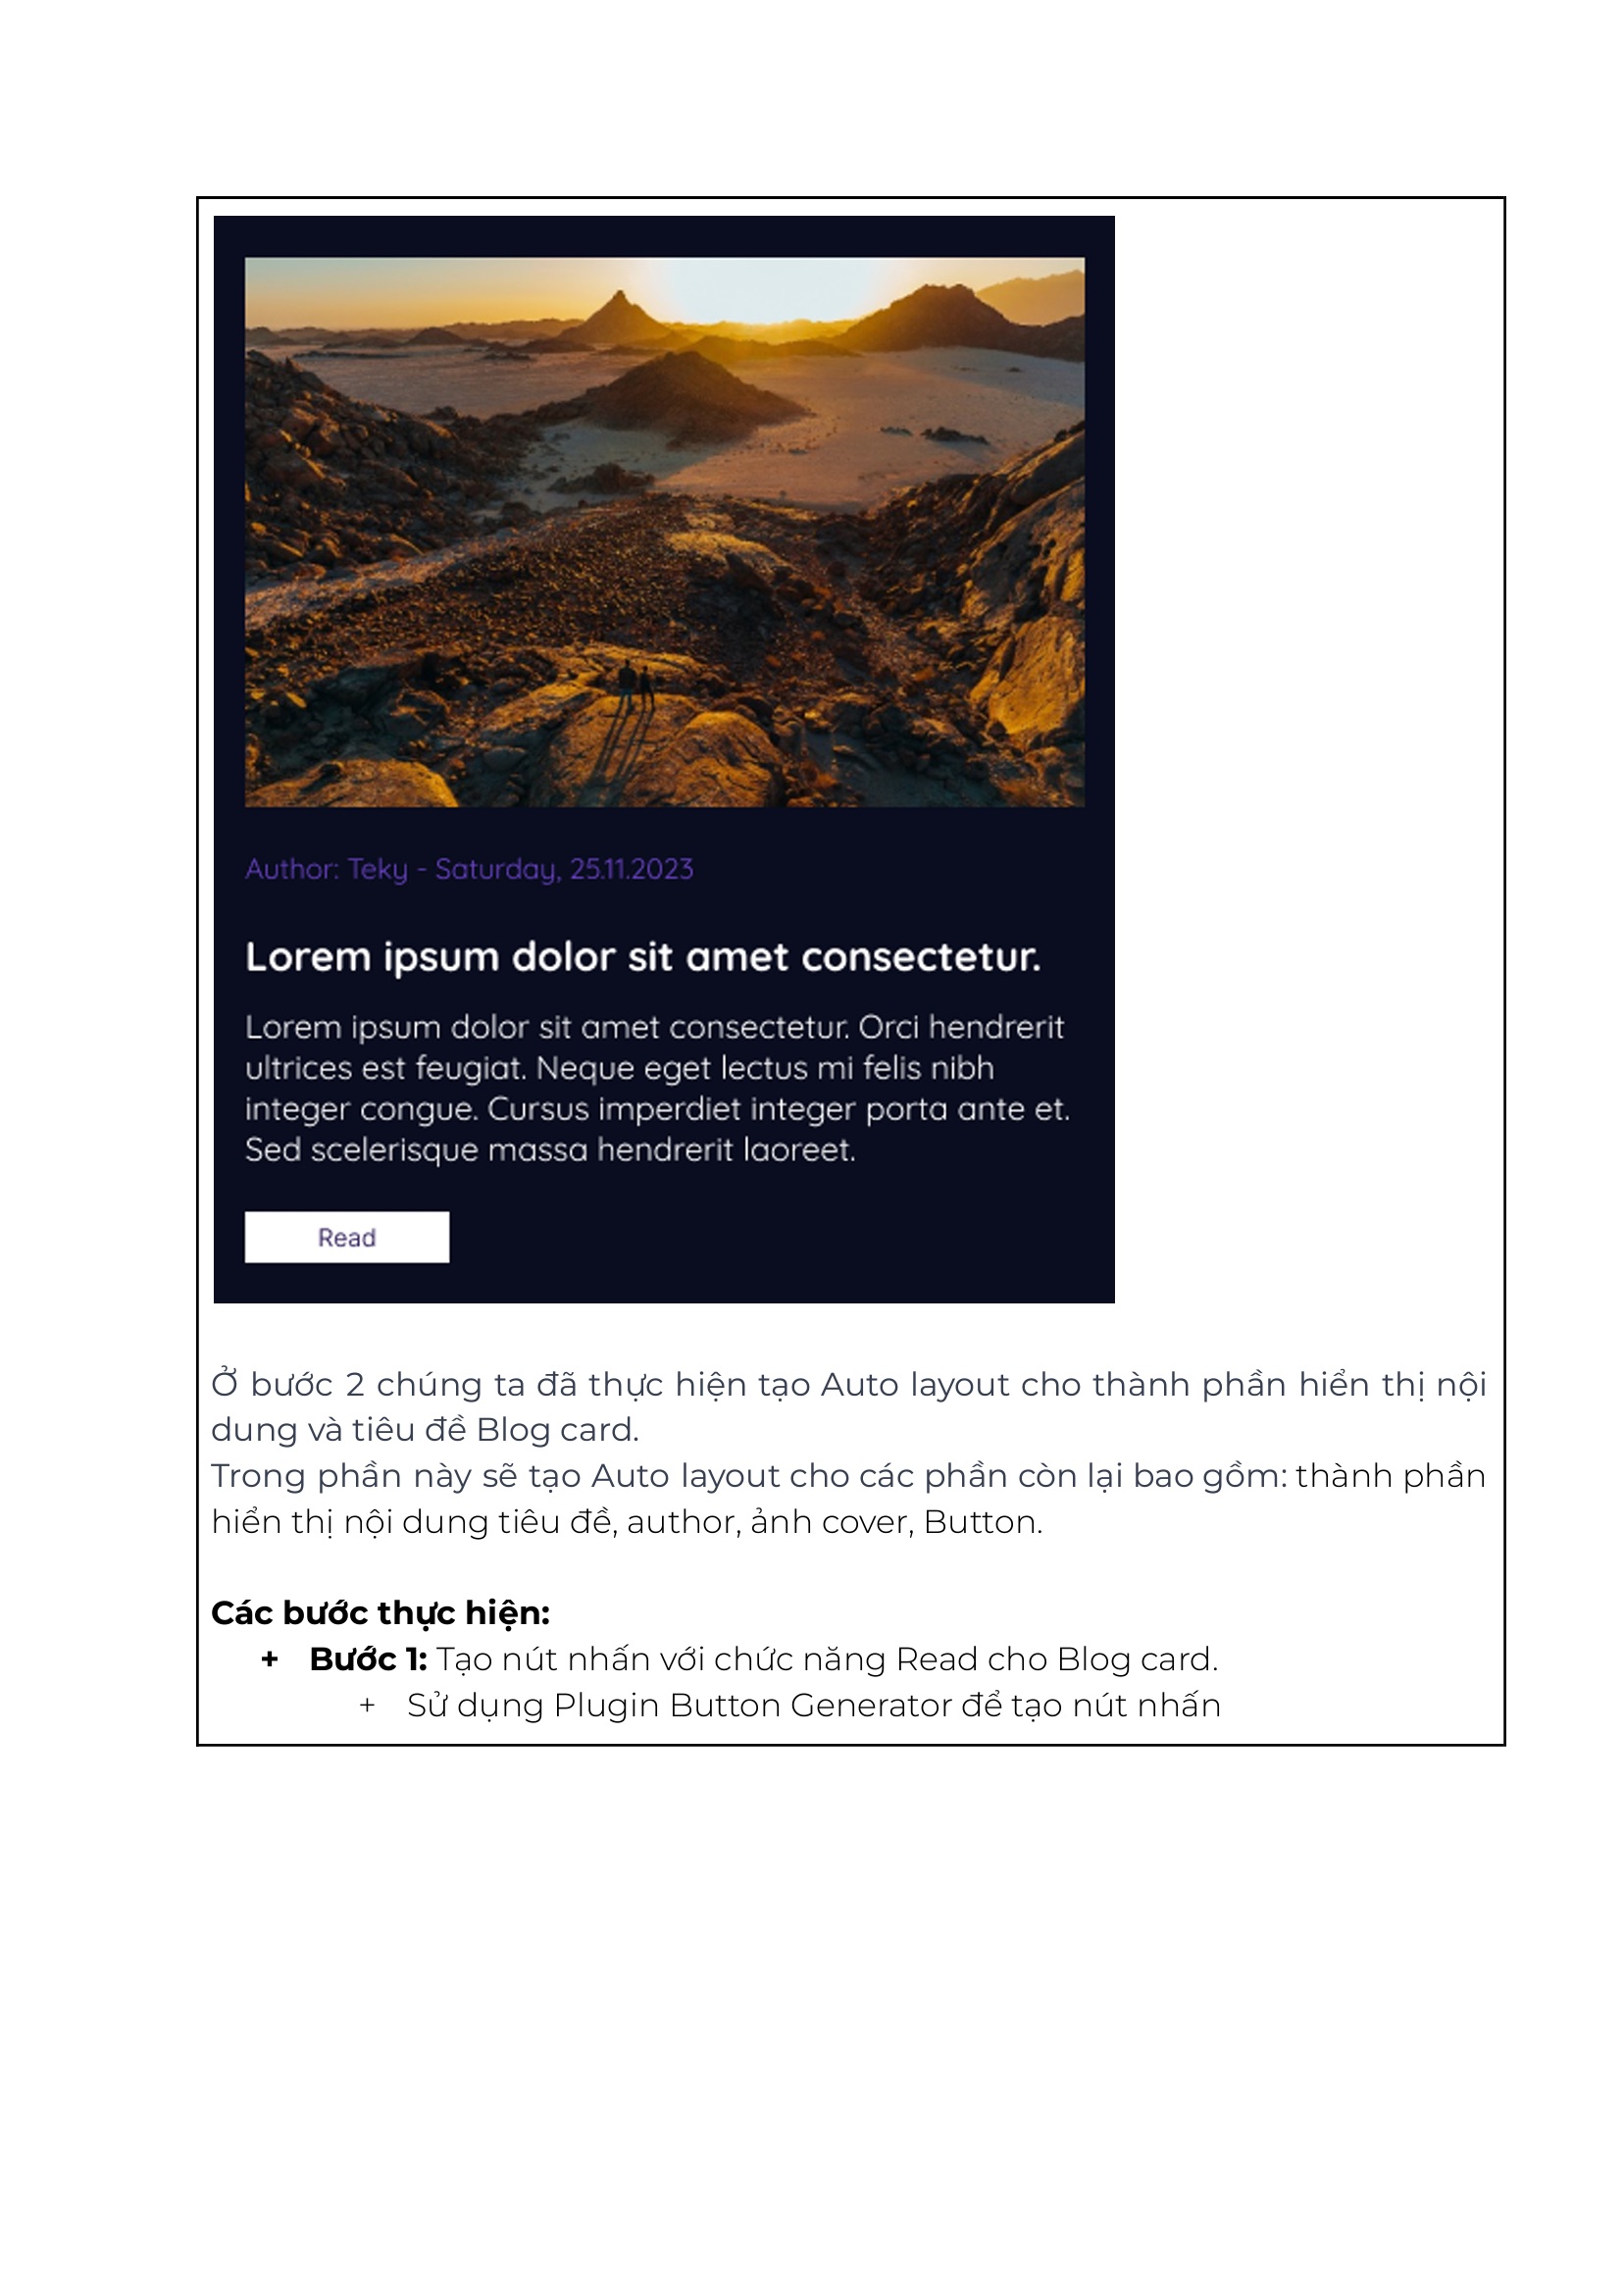 Author: Teky - Saturday, 25.11.2023
Lorem ipsum dolor sit amet consectetur.
Lorem ipsum dolor sit amet consectetur. Orci hendrerit
ultrices est feugiat. Neque eget lectus mi felis nibh
integer congue. Cursus imperdiet integer porta ante et.
Sed scelerisque massa hendrerit laoreet.
Read
Ở bước 2 chúng ta đã thực hiện tạo Auto layout cho thành phần hiển thị nội
dung và tiêu đề Blog card.
Trong phần này sẽ tạo Auto layout cho các phần còn lại bao gồm: thành phần
hiển thị nội dung tiêu đề, author, ảnh cover, Button.
Các bước thực hiện:
+ Bước 1: Tạo nút nhấn với chức năng Read cho Blog card.
+ Sử dụng Plugin Button Generator để tạo nút nhấn